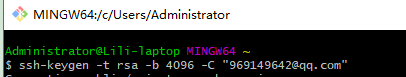 MINGW64:/c/Users/Administrator
Administrator@Lili-laptop MINGW64 ~
$ ssh-keygen -t rsa -b 4096 -C "969149642@qq.com"